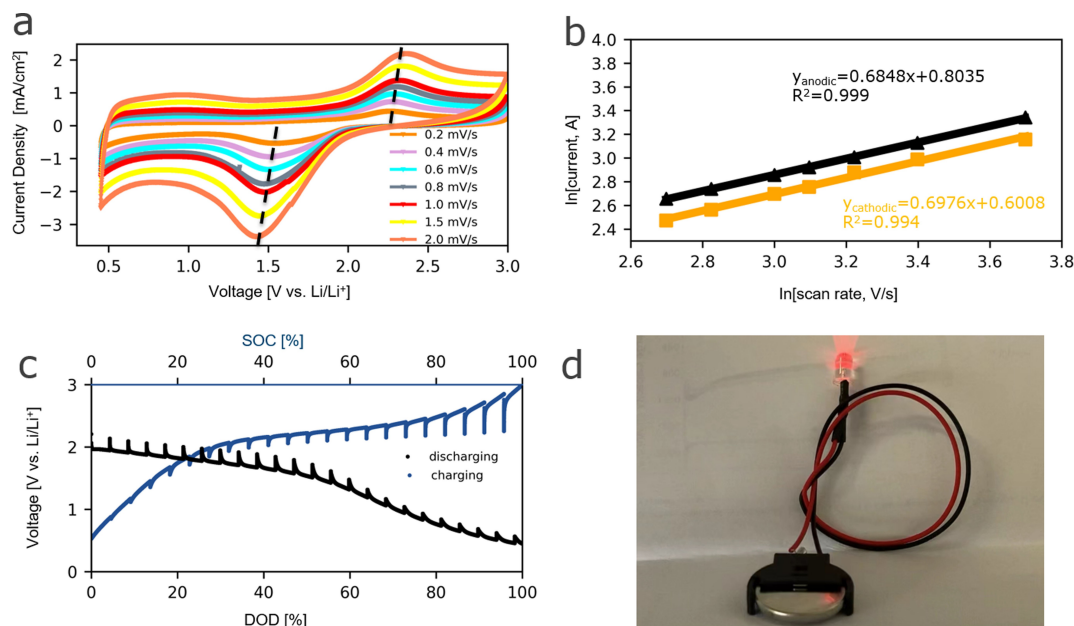 a
Current Density [mA/cm²]
2
1
0
−1
−2
−3
0.5 1.0 1.5 2.0 2.5 3.0
Voltage [V vs. Li/Li⁺]
0.2 mV/s
0.4 mV/s
0.6 mV/s
0.8 mV/s
1.0 mV/s
1.5 mV/s
2.0 mV/s
b
ln[current, A]
4.0
3.6
3.3
3.0
2.6
2.4
2.6 2.8 3.0 3.2 3.4 3.6 3.8
ln[scan rate, V/s]
y_anodic=0.6848x+0.8035
R²=0.999
y_cathodic=0.6976x+0.6008
R²=0.994
c
SOC [%]
0 20 40 60 80 100
Voltage [V vs. Li/Li⁺]
3
2
1
0
discharging
charging
0 20 40 60 80 100
DOD [%]
d